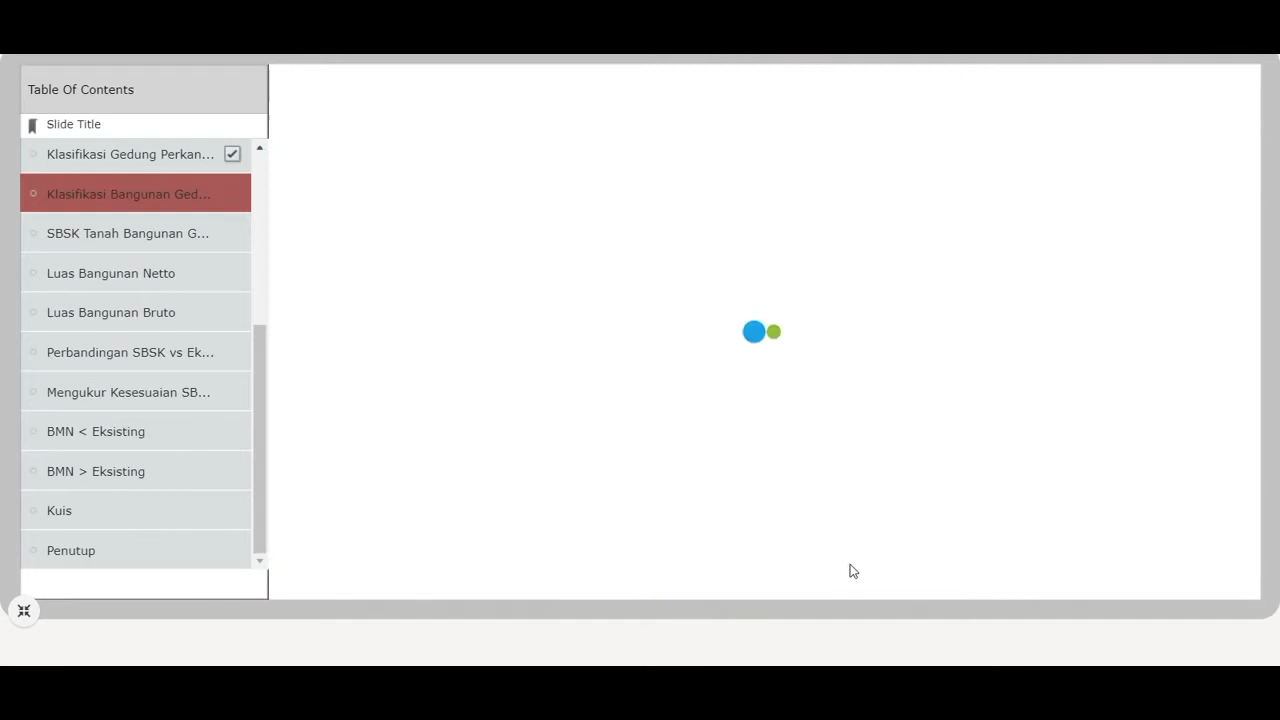 Table Of Contents
Slide Title
Klasifikasi Gedung Perkan...
Klasifikasi Bangunan Ged...
SBSK Tanah Bangunan G...
Luas Bangunan Netto
Luas Bangunan Bruto
Perbandingan SBSK vs Ek...
Mengukur Kesesuaian SB...
BMN < Eksisting
BMN > Eksisting
Kuis
Penutup